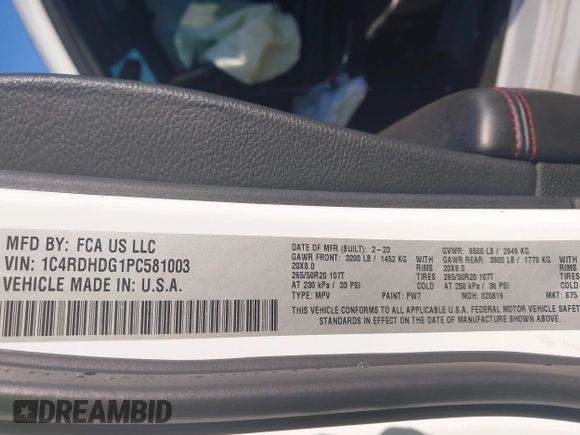 MFD BY: FCA US LLC
VIN: 1C4RDHDG1PC581003
VEHICLE MADE IN: U.S.A.
DATE OF MFR (BUILT): 2-23
GAWR FRONT: 3200 LB / 1452 KG WITH
20X8.0 RIMS
265/50R20 107T TIRES
AT 230 kPa / 33 PSI COLD
TYPE: MPV PAINT: PW7
GVWR: 6500 LB / 2949 KG
GAWR REAR: 3900 LB / 1770 KG WITH
20X8.0 RIMS
265/50R20 107T TIRES
AT 250 kPa / 36 PSI COLD
MDH: 020819 MKT: 875
THIS VEHICLE CONFORMS TO ALL APPLICABLE U.S.A. FEDERAL MOTOR VEHICLE SAFET
STANDARDS IN EFFECT ON THE DATE OF MANUFACTURE SHOWN ABOVE.
DREAMBID